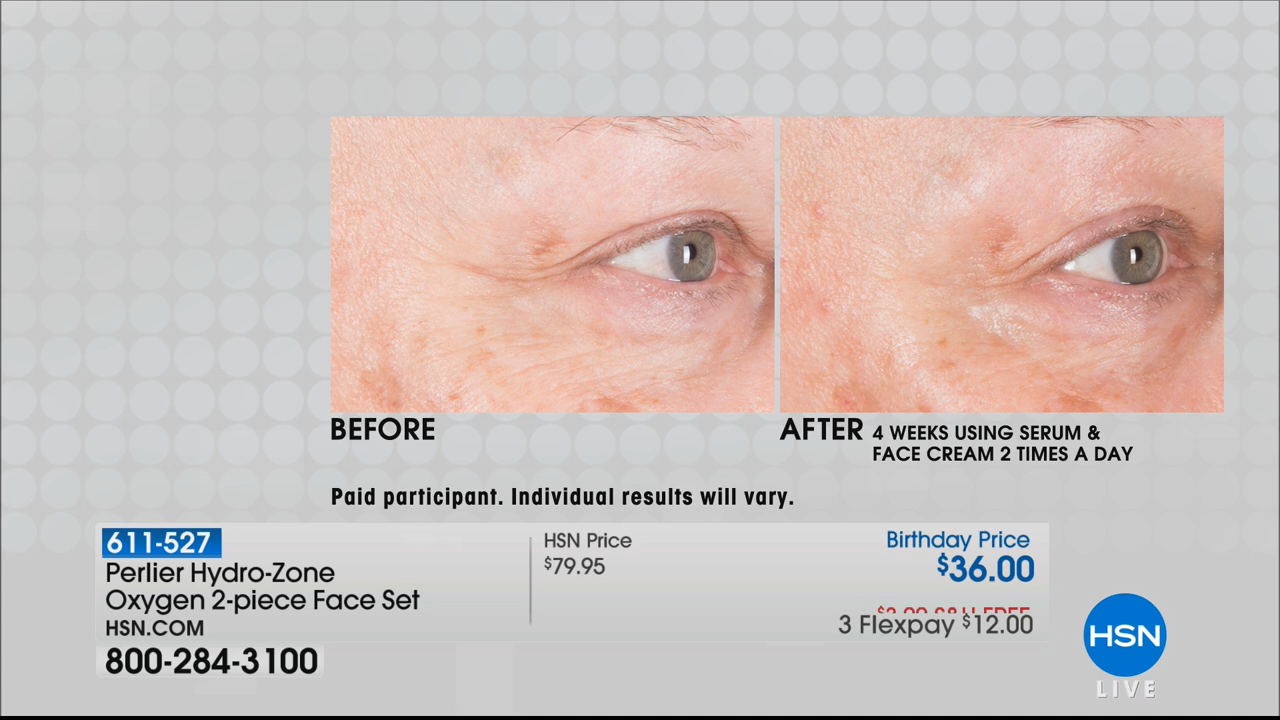 BEFORE
AFTER 4 WEEKS USING SERUM &
FACE CREAM 2 TIMES A DAY
Paid participant. Individual results will vary.
611-527
Perlier Hydro-Zone
Oxygen 2-piece Face Set
HSN.COM
800-284-3100
HSN Price
$79.95
Birthday Price
$36.00
3 Flexpay $12.00
HSN
LIVE